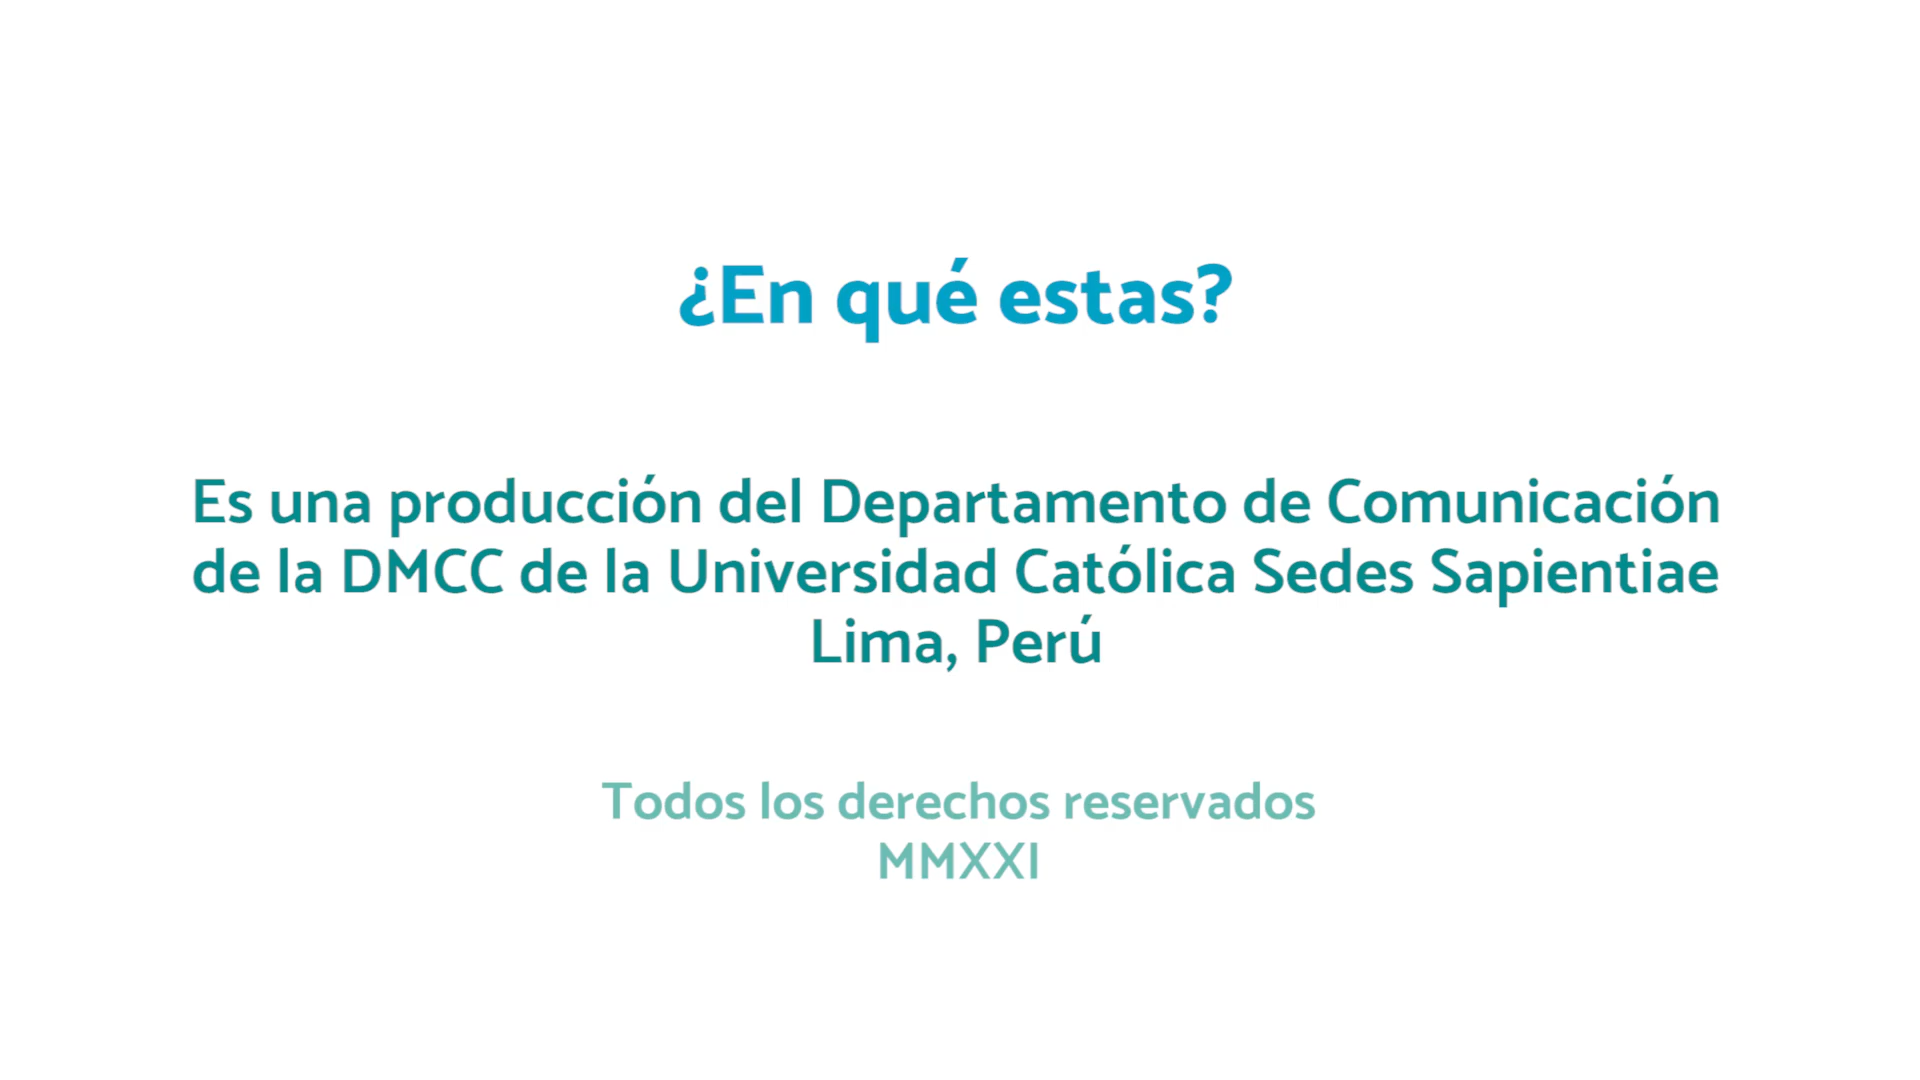 ¿En qué estas?
Es una producción del Departamento de Comunicación
de la DMCC de la Universidad Católica Sedes Sapientiae
Lima, Perú
Todos los derechos reservados
MMXXI